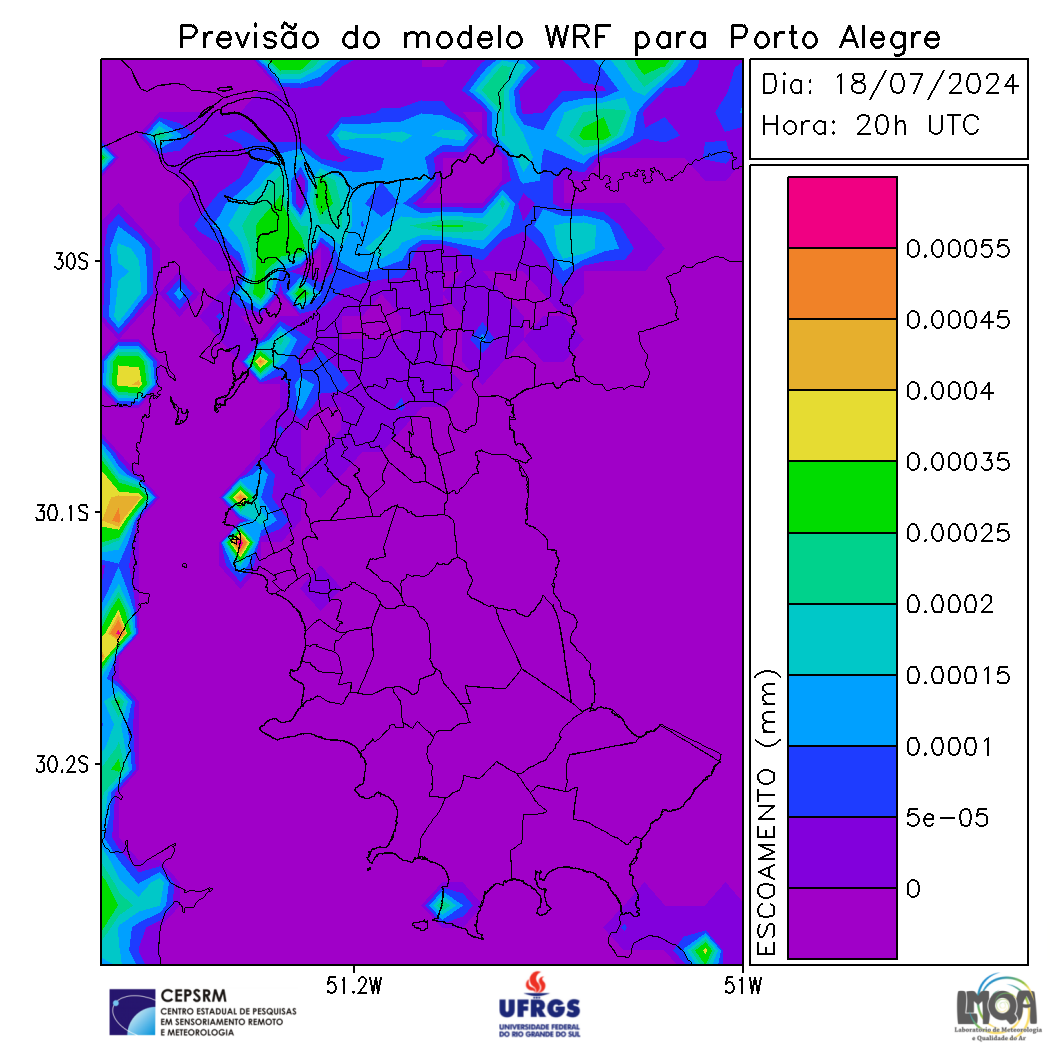 Previsão do modelo WRF para Porto Alegre
Dia: 18/07/2024
Hora: 20h UTC
0.00055
0.00045
0.0004
0.00035
0.00025
0.0002
0.00015
0.0001
5e-05
0
ESCOAMENTO (mm)
30S
30.1S
30.2S
51.2W
51W
CEPSRM
CENTRO ESTADUAL DE PESQUISAS
EM SENSORIAMENTO REMOTO
E METEOROLOGIA
UFRGS
UNIVERSIDADE FEDERAL
DO RIO GRANDE DO SUL
LMQA
Laboratório de Meteorologia
e Qualidade do Ar